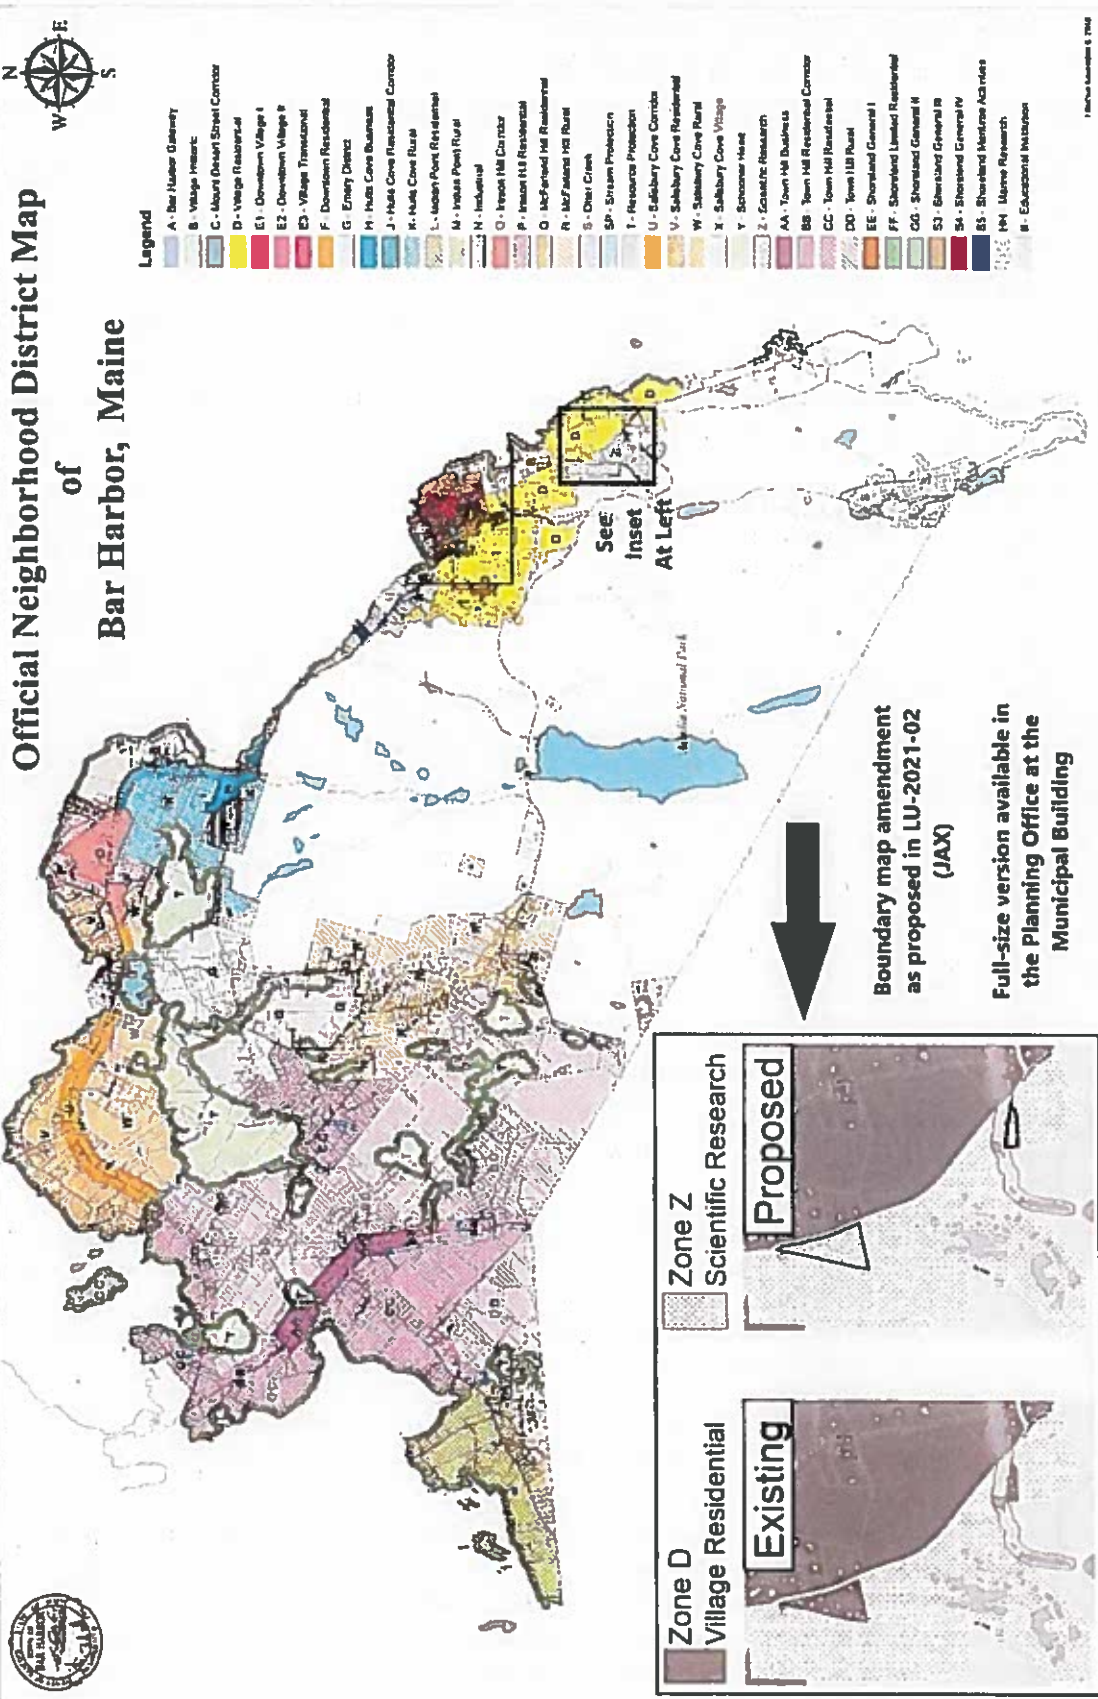 Official Neighborhood District Map
of
Bar Harbor, Maine
N
W
E
S
Legend
A - Bar Harbor Gateway
B - Village Historic
C - Mount Desert Street Corridor
D - Village Residential
E1 - Downtown Village I
E2 - Downtown Village II
E3 - Village Transitional
F - Downtown Residential
G - Emery District
H - Hulls Cove Business
J - Hulls Cove Residential Corridor
K - Hulls Cove Rural
L - Indian Point Residential
M - Indian Point Rural
N - Industrial
O - Ireson Hill Corridor
P - Ireson Hill Residential
Q - McFarland Hill Residential
R - McFarland Hill Rural
S - Otter Creek
SP - Stream Protection
T - Resource Protection
U - Salisbury Cove Corridor
V - Salisbury Cove Residential
W - Salisbury Cove Rural
X - Salisbury Cove Village
Y - Schooner Head
Z - Scientific Research
AA - Town Hill Business
BB - Town Hill Residential Corridor
CC - Town Hill Residential
DD - Town Hill Rural
EE - Shoreland General I
FF - Shoreland Limited Residential
GG - Shoreland General II
S3 - Shoreland General III
S4 - Shoreland General IV
S5 - Shoreland Maritime Activities
HH - Marine Research
II - Educational Institution
See
Inset
At Left
Acadia National Park
Boundary map amendment
as proposed in LU-2021-02
(JAX)
Full-size version available in
the Planning Office at the
Municipal Building
Zone D
Village Residential
Zone Z
Scientific Research
Existing
Proposed